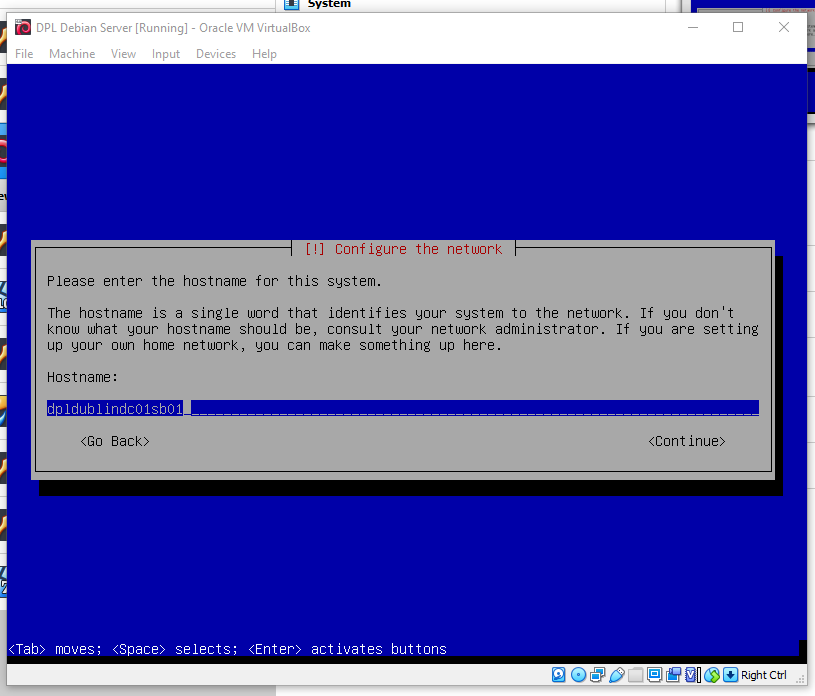 System
DPL Debian Server [Running] - Oracle VM VirtualBox
File Machine View Input Devices Help
[!] Configure the network
Please enter the hostname for this system.
The hostname is a single word that identifies your system to the network. If you don't
know what your hostname should be, consult your network administrator. If you are setting
up your own home network, you can make something up here.
Hostname:
dpldublindc01sb01
<Go Back> <Continue>
<Tab> moves; <Space> selects; <Enter> activates buttons
Right Ctrl